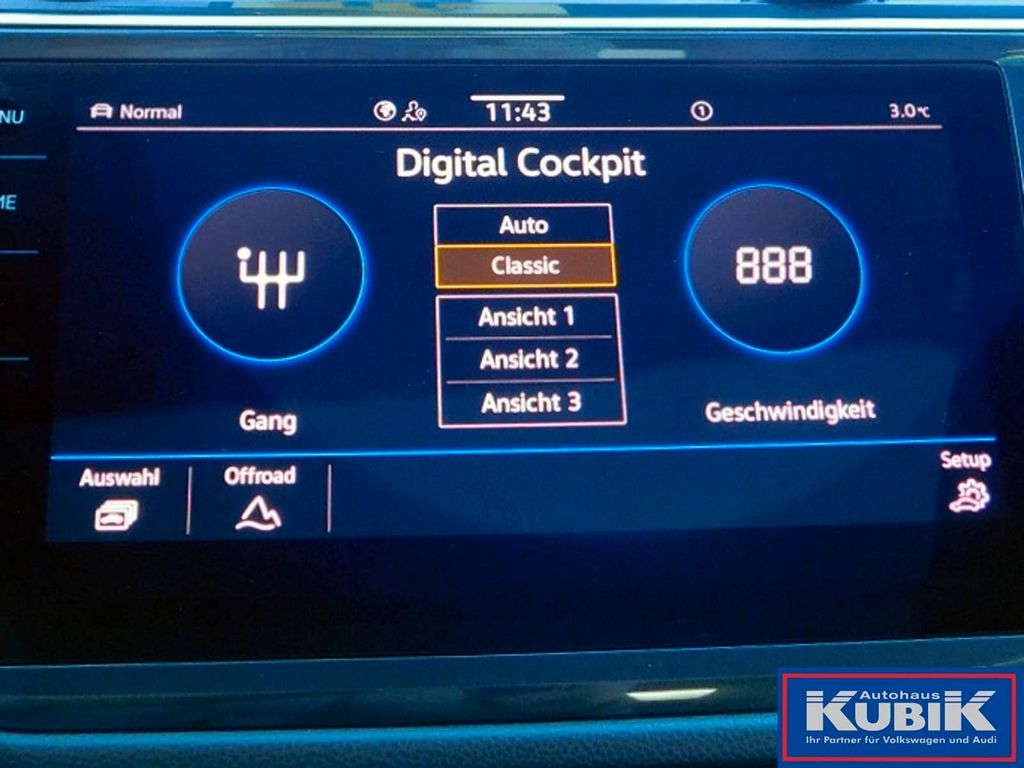 NU
ME
Normal 11:43 1 3.0°C
Digital Cockpit
Auto
Classic
888
Ansicht 1
Ansicht 2
Ansicht 3
Gang
Geschwindigkeit
Auswahl
Offroad
Setup
Autohaus
KUBIK
Ihr Partner für Volkswagen und Audi